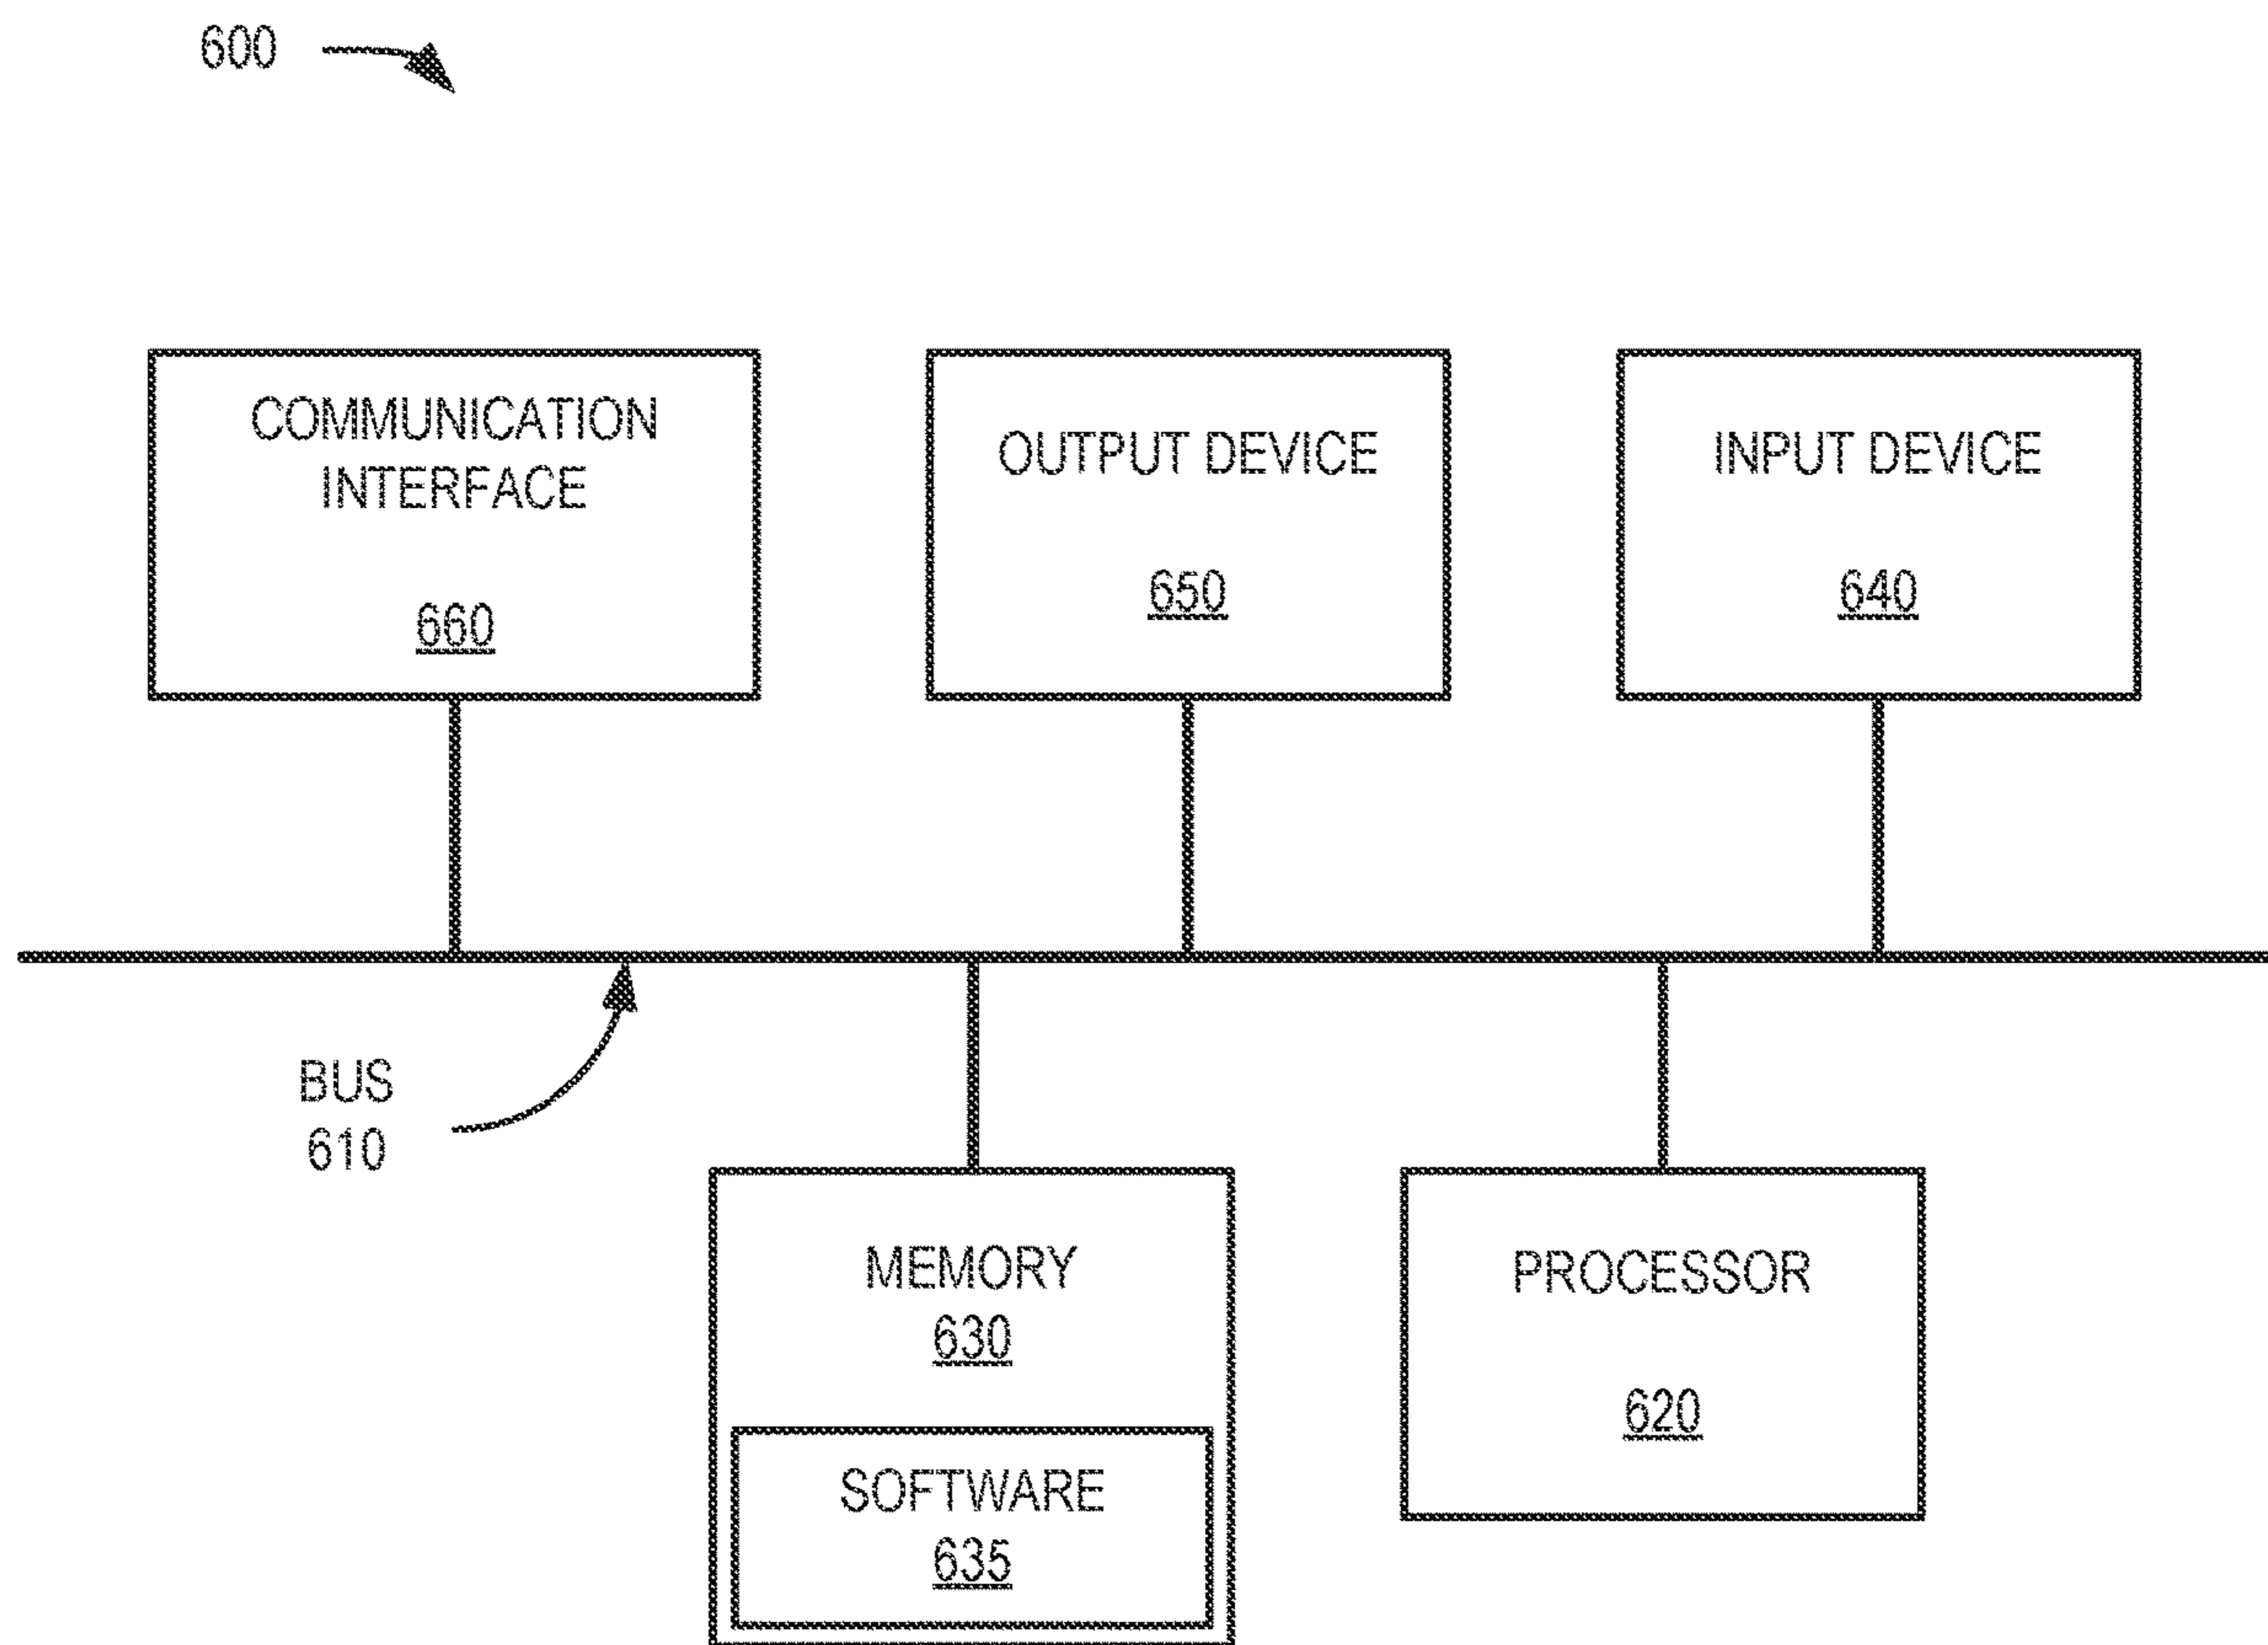 600
COMMUNICATION
INTERFACE
660
OUTPUT DEVICE
650
INPUT DEVICE
640
BUS
610
MEMORY
630
SOFTWARE
635
PROCESSOR
620